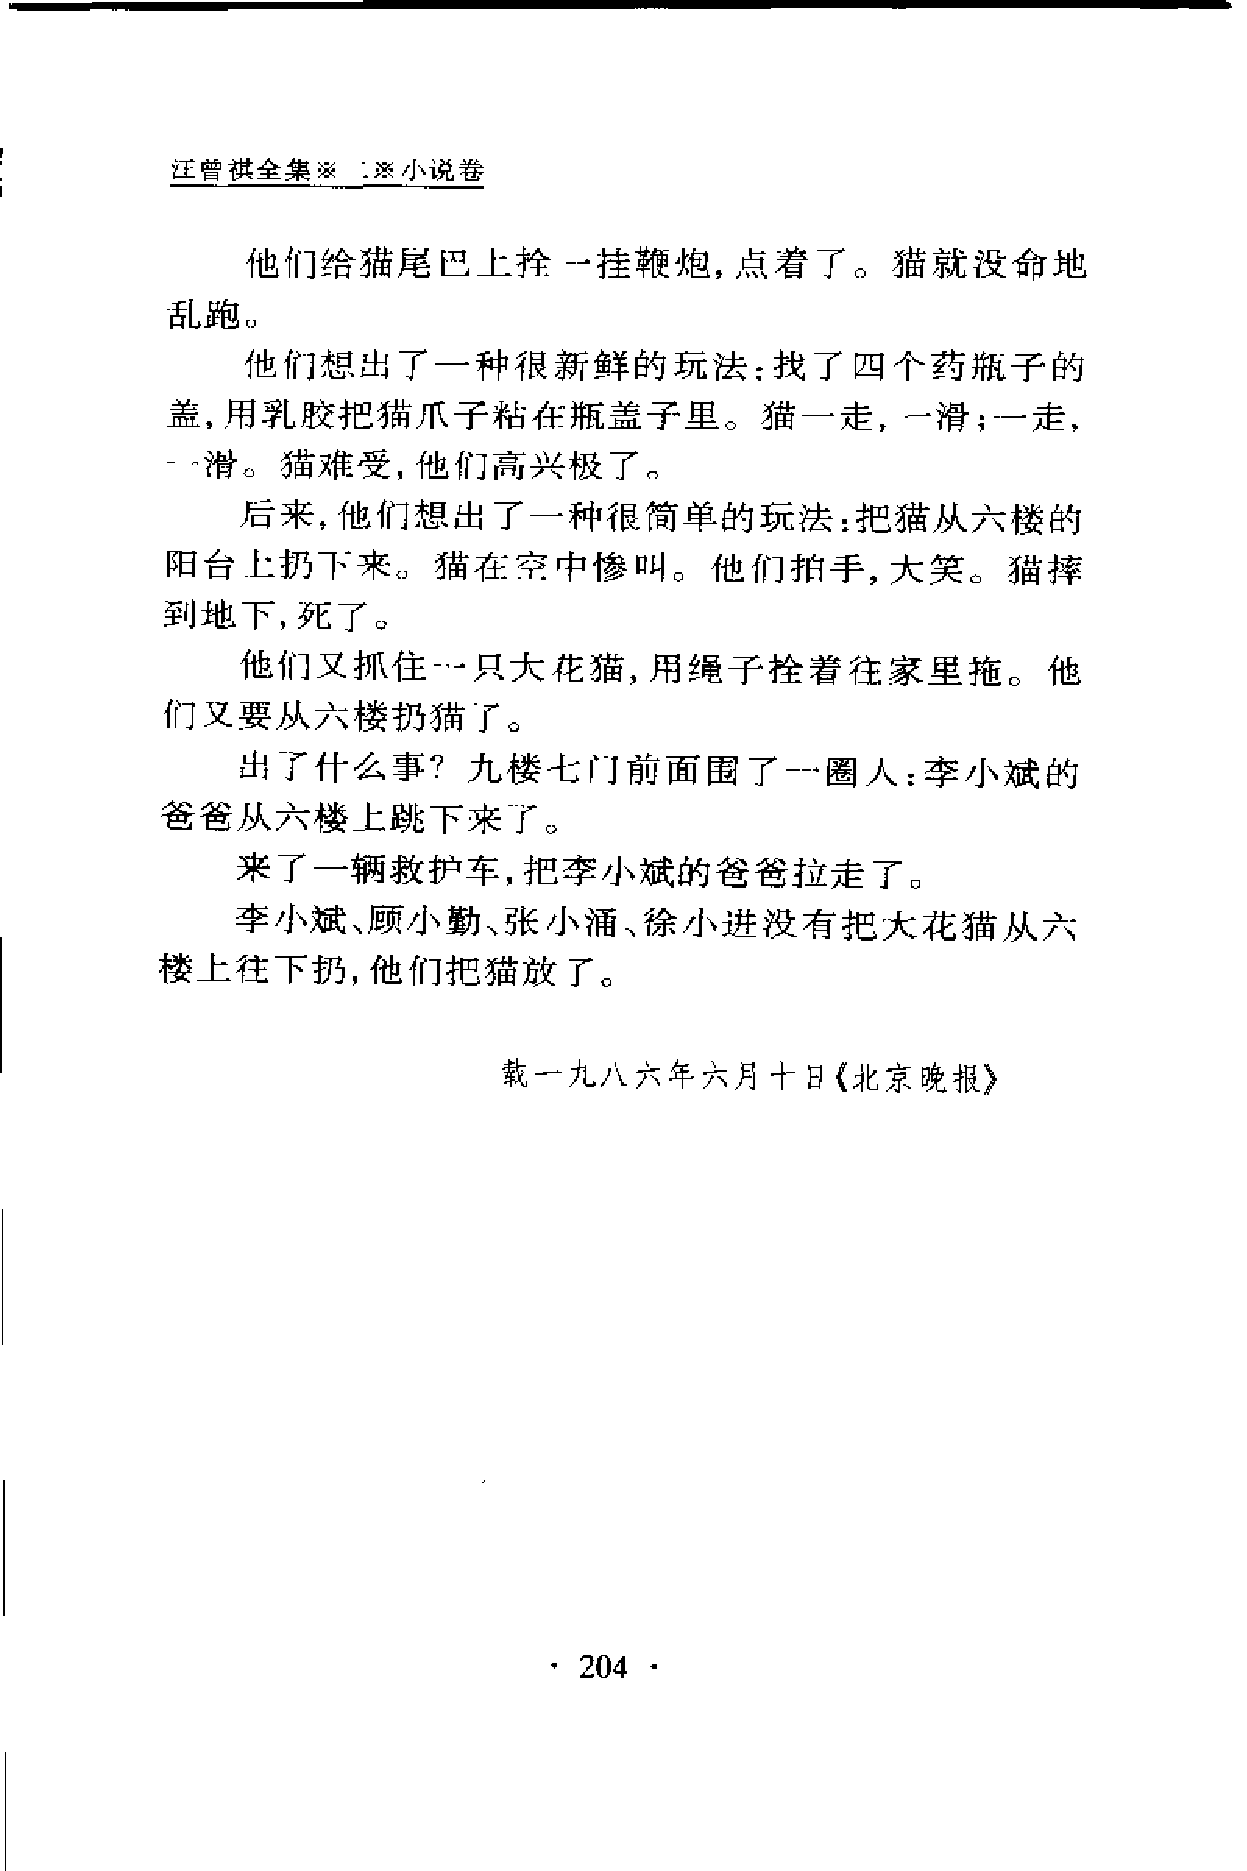 汪曾祺全集※ 二※小说卷
他们给猫尾巴上拴一挂鞭炮,点着了。猫就没命地
乱跑。
他们想出了一种很新鲜的玩法:找了四个药瓶子的
盖,用乳胶把猫爪子粘在瓶盖子里。猫一走,一滑;一走,
一滑。猫难受,他们高兴极了。
后来,他们想出了一种很简单的玩法:把猫从六楼的
阳台上扔下来。猫在空中惨叫。他们拍手,大笑。猫摔
到地下,死了。
他们又抓住一只大花猫,用绳子拴着往家里拖。他
们又要从六楼扔猫了。
出了什么事?九楼七门前面围了一圈人:李小斌的
爸爸从六楼上跳下来了。
来了一辆救护车,把李小斌的爸爸拉走了。
李小斌、顾小勤、张小涌、徐小进没有把大花猫从六
楼上往下扔,他们把猫放了。
载一九八六年六月十日《北京晚报》
· 204 ·